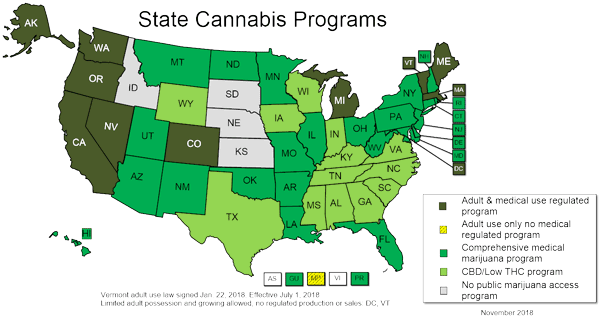 State Cannabis Programs
AK
WA
OR
CA
NV
ID
MT
WY
UT
CO
AZ
NM
ND
SD
NE
KS
OK
TX
MN
IA
MO
AR
LA
WI
IL
MI
IN
OH
KY
TN
MS
AL
GA
FL
SC
NC
VA
WV
PA
NY
VT
ME
MA
RI
CT
NJ
DE
MD
DC
HI
AS
GU
VI
PR
Adult & medical use regulated
program
Adult use only no medical
regulated program
Comprehensive medical
marijuana program
CBD/Low THC program
No public marijuana access
program
Vermont adult use law signed Jan. 22, 2018. Effective July 1, 2018
Limited adult possession and growing allowed, no regulated production or sales: DC, VT
November 2018